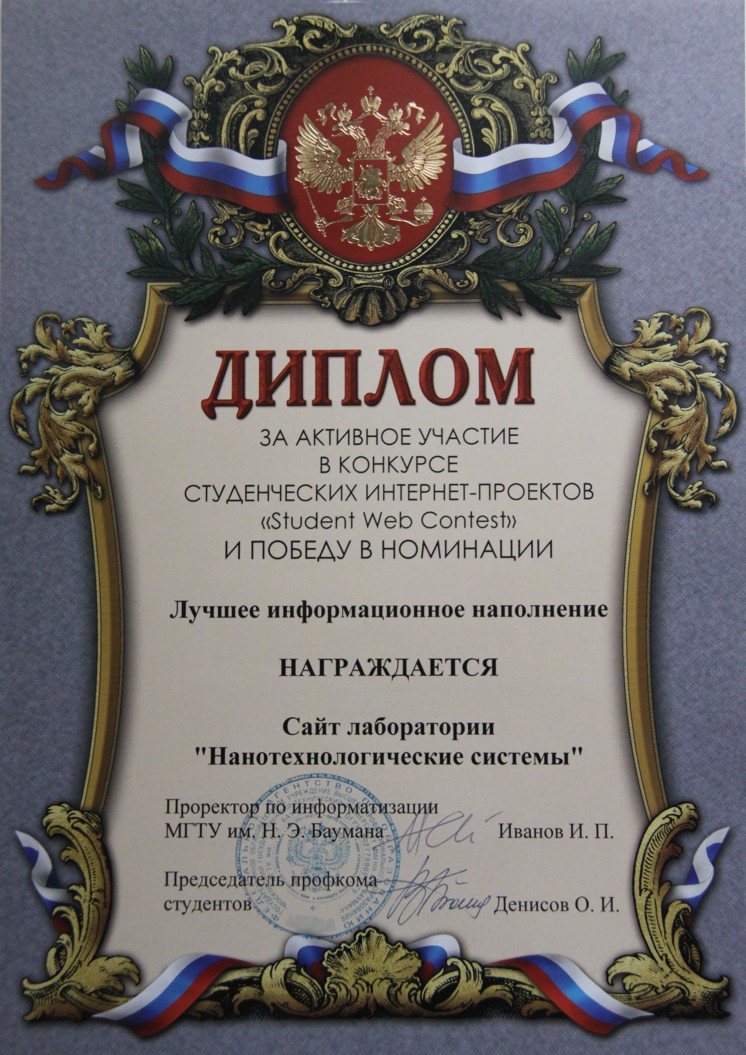 ДИПЛОМ
ЗА АКТИВНОЕ УЧАСТИЕ
В КОНКУРСЕ
СТУДЕНЧЕСКИХ ИНТЕРНЕТ-ПРОЕКТОВ
«Student Web Contest»
И ПОБЕДУ В НОМИНАЦИИ
Лучшее информационное наполнение
НАГРАЖДАЕТСЯ
Сайт лаборатории
"Нанотехнологические системы"
Проректор по информатизации
МГТУ им. Н. Э. Баумана Иванов И. П.
Председатель профкома
студентов Денисов О. И.